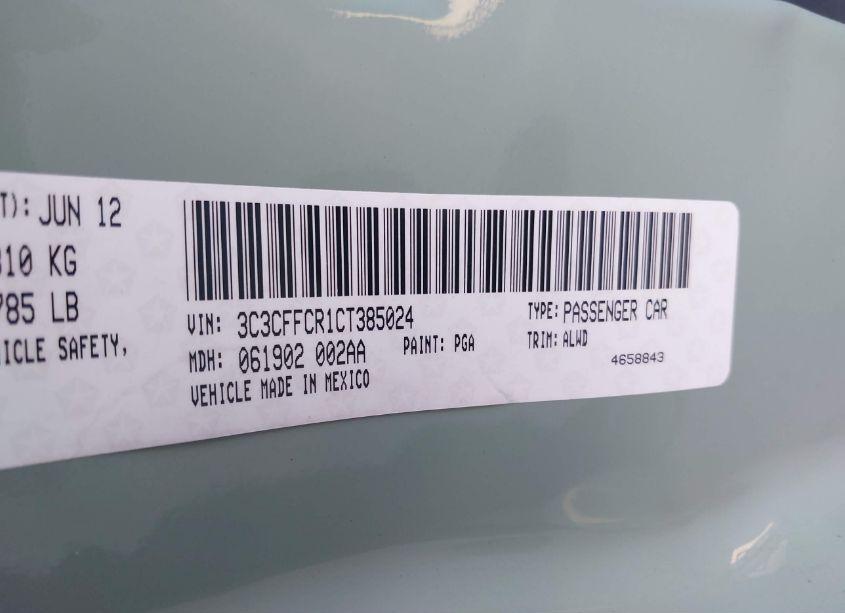 T): JUN 12
10 KG
785 LB
ICLE SAFETY,
VIN: 3C3CFFCR1CT385024
TYPE: PASSENGER CAR
MDH: 061902 002AA
PAINT: PGA
TRIM: ALWD
VEHICLE MADE IN MEXICO
4658843